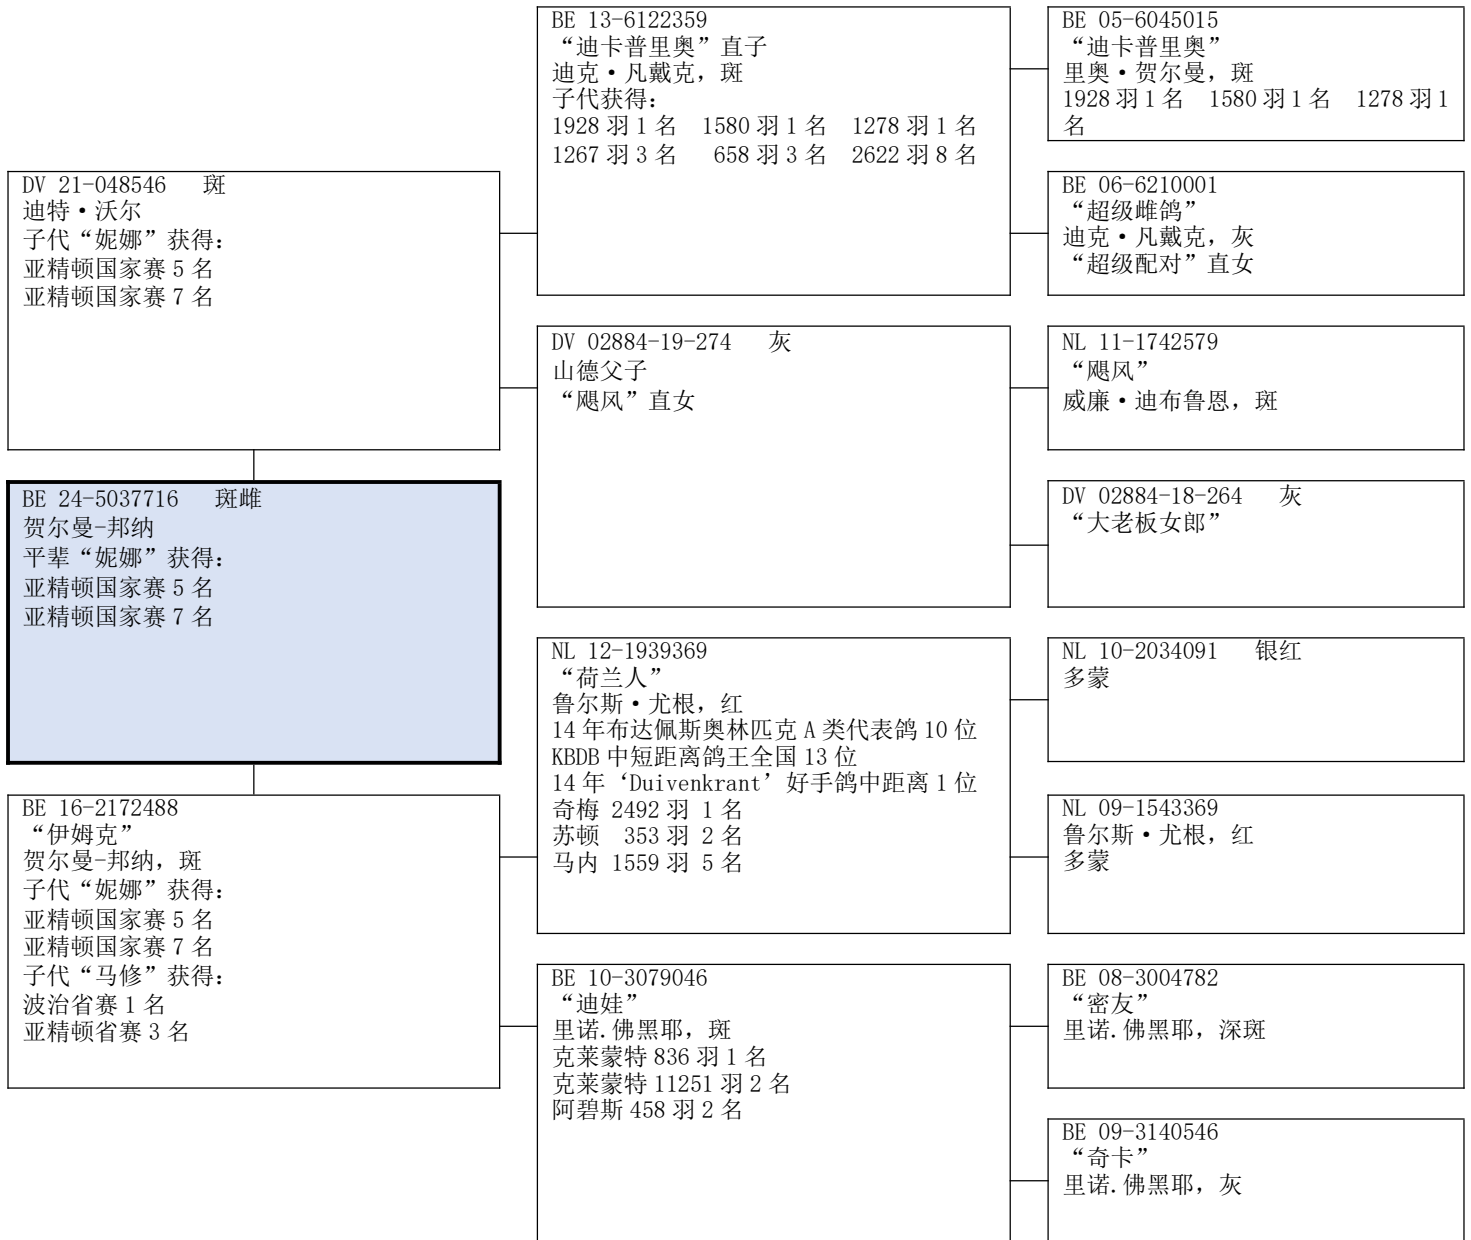 BE 13-6122359
“迪卡普里奥”直子
迪克·凡戴克，斑
子代获得：
1928 羽 1 名 1580 羽 1 名 1278 羽 1 名
1267 羽 3 名 658 羽 3 名 2622 羽 8 名
BE 05-6045015
“迪卡普里奥”
里奥·贺尔曼，斑
1928 羽 1 名 1580 羽 1 名 1278 羽 1
名
DV 21-048546 斑
迪特·沃尔
子代“妮娜”获得：
亚精顿国家赛 5 名
亚精顿国家赛 7 名
BE 06-6210001
“超级雌鸽”
迪克·凡戴克，灰
“超级配对”直女
DV 02884-19-274 灰
山德父子
“飓风”直女
NL 11-1742579
“飓风”
威廉·迪布鲁恩，斑
BE 24-5037716 斑雌
贺尔曼-邦纳
平辈“妮娜”获得：
亚精顿国家赛 5 名
亚精顿国家赛 7 名
DV 02884-18-264 灰
“大老板女郎”
NL 12-1939369
“荷兰人”
鲁尔斯·尤根，红
14 年布达佩斯奥林匹克 A 类代表鸽 10 位
KBDB 中短距离鸽王全国 13 位
14 年‘Duivenkrant’好手鸽中距离 1 位
奇梅 2492 羽 1 名
苏顿 353 羽 2 名
马内 1559 羽 5 名
NL 10-2034091 银红
多蒙
BE 16-2172488
“伊姆克”
贺尔曼-邦纳，斑
子代“妮娜”获得：
亚精顿国家赛 5 名
亚精顿国家赛 7 名
子代“马修”获得：
波治省赛 1 名
亚精顿省赛 3 名
NL 09-1543369
鲁尔斯·尤根，红
多蒙
BE 10-3079046
“迪娃”
里诺.佛黑耶，斑
克莱蒙特 836 羽 1 名
克莱蒙特 11251 羽 2 名
阿碧斯 458 羽 2 名
BE 08-3004782
“密友”
里诺.佛黑耶，深斑
BE 09-3140546
“奇卡”
里诺.佛黑耶，灰